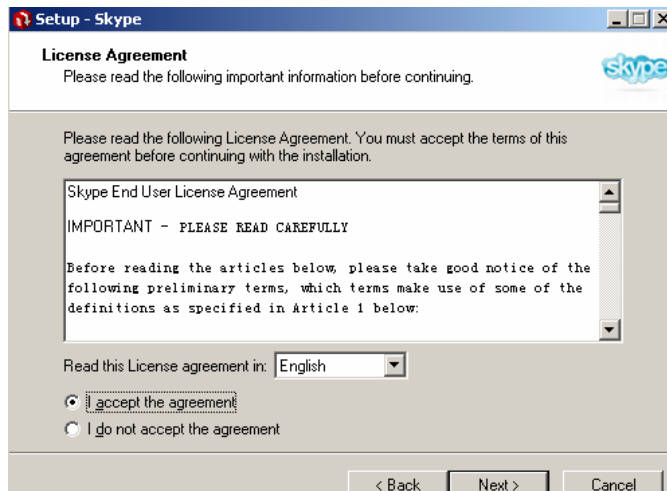 Setup - Skype
License Agreement
Please read the following important information before continuing.
skype
Please read the following License Agreement. You must accept the terms of this
agreement before continuing with the installation.
Skype End User License Agreement
IMPORTANT - PLEASE READ CAREFULLY
Before reading the articles below, please take good notice of the
following preliminary terms, which terms make use of some of the
definitions as specified in Article 1 below:
Read this License agreement in: English
I accept the agreement
I do not accept the agreement
< Back Next > Cancel